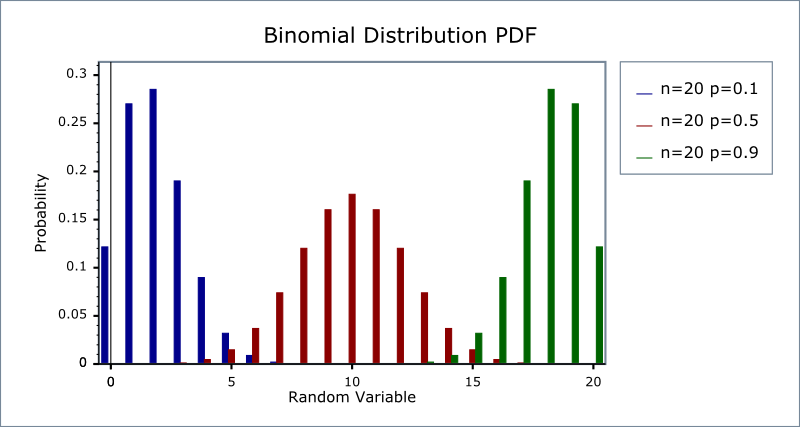 Binomial Distribution PDF
n=20 p=0.1
n=20 p=0.5
n=20 p=0.9
Probability
0.3
0.25
0.2
0.15
0.1
0.05
0
0 5 10 15 20
Random Variable